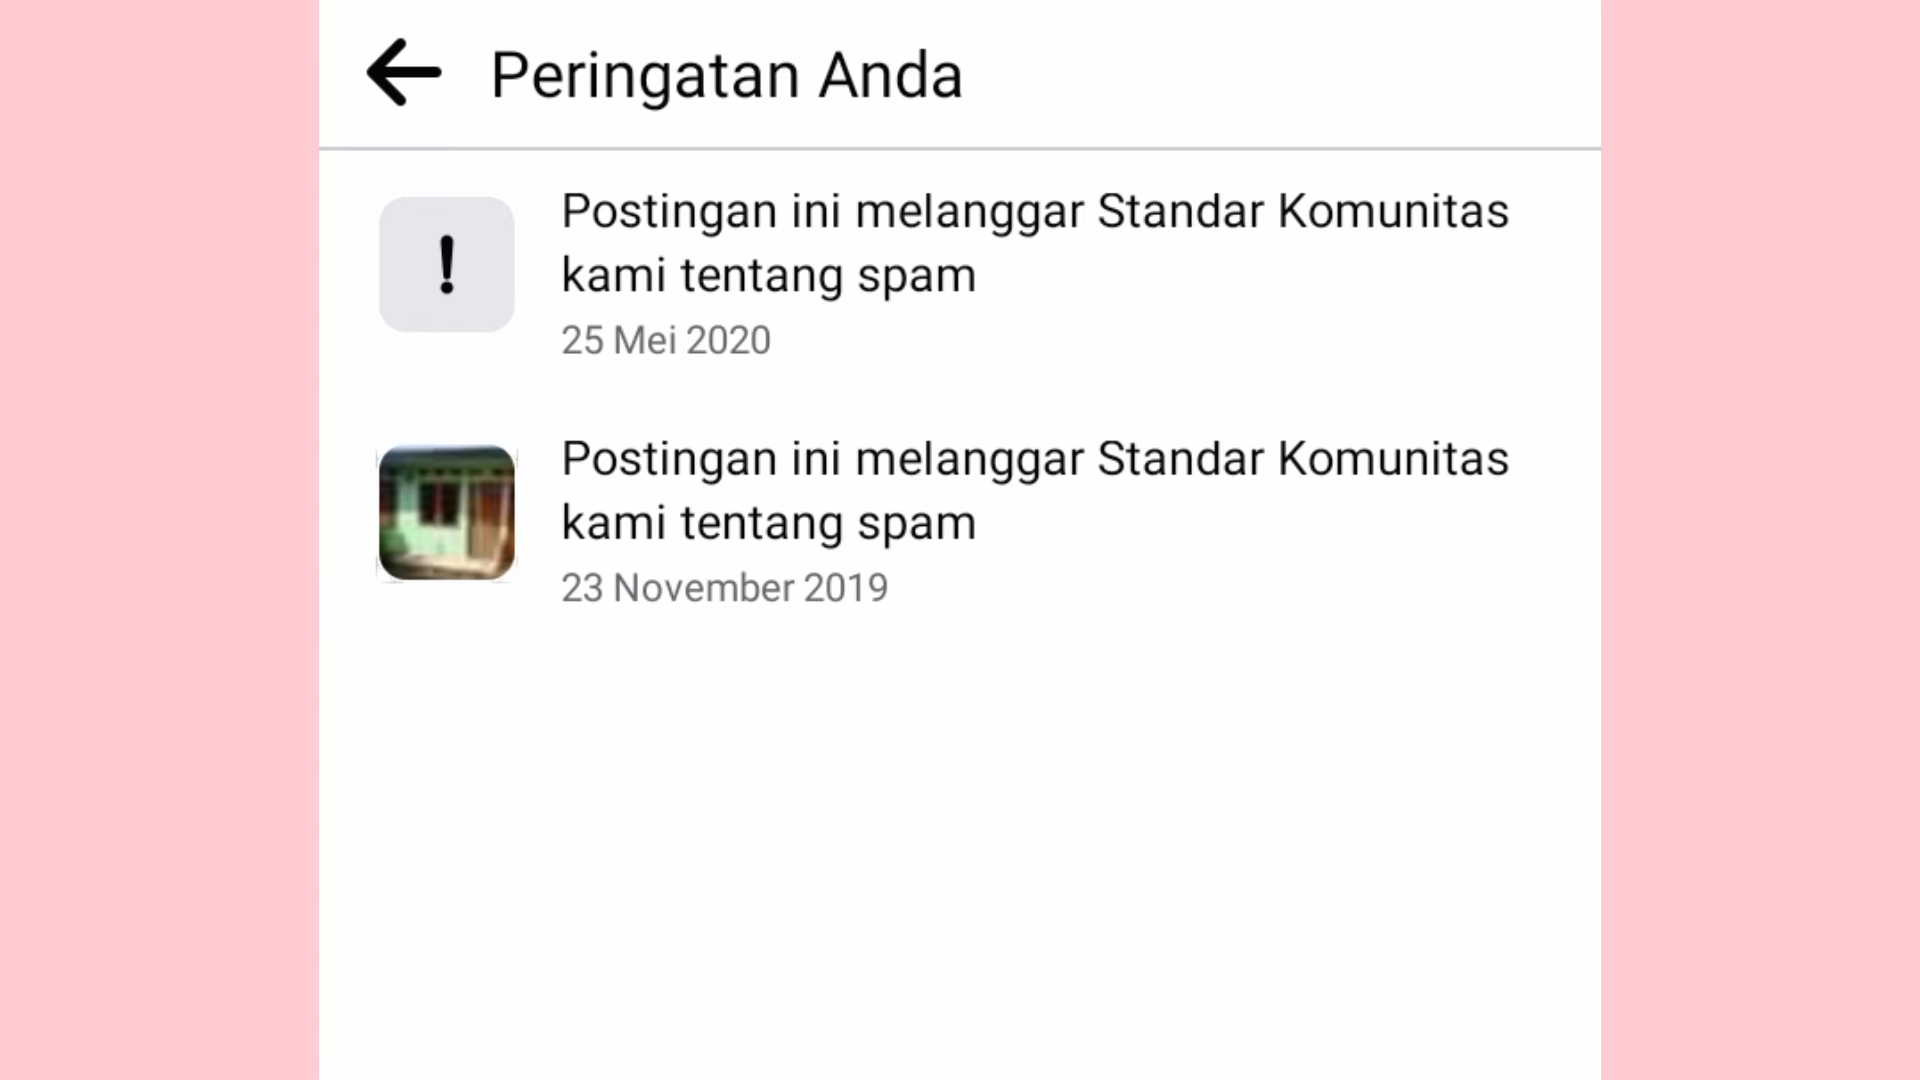 Peringatan Anda
Postingan ini melanggar Standar Komunitas
kami tentang spam
25 Mei 2020
Postingan ini melanggar Standar Komunitas
kami tentang spam
23 November 2019